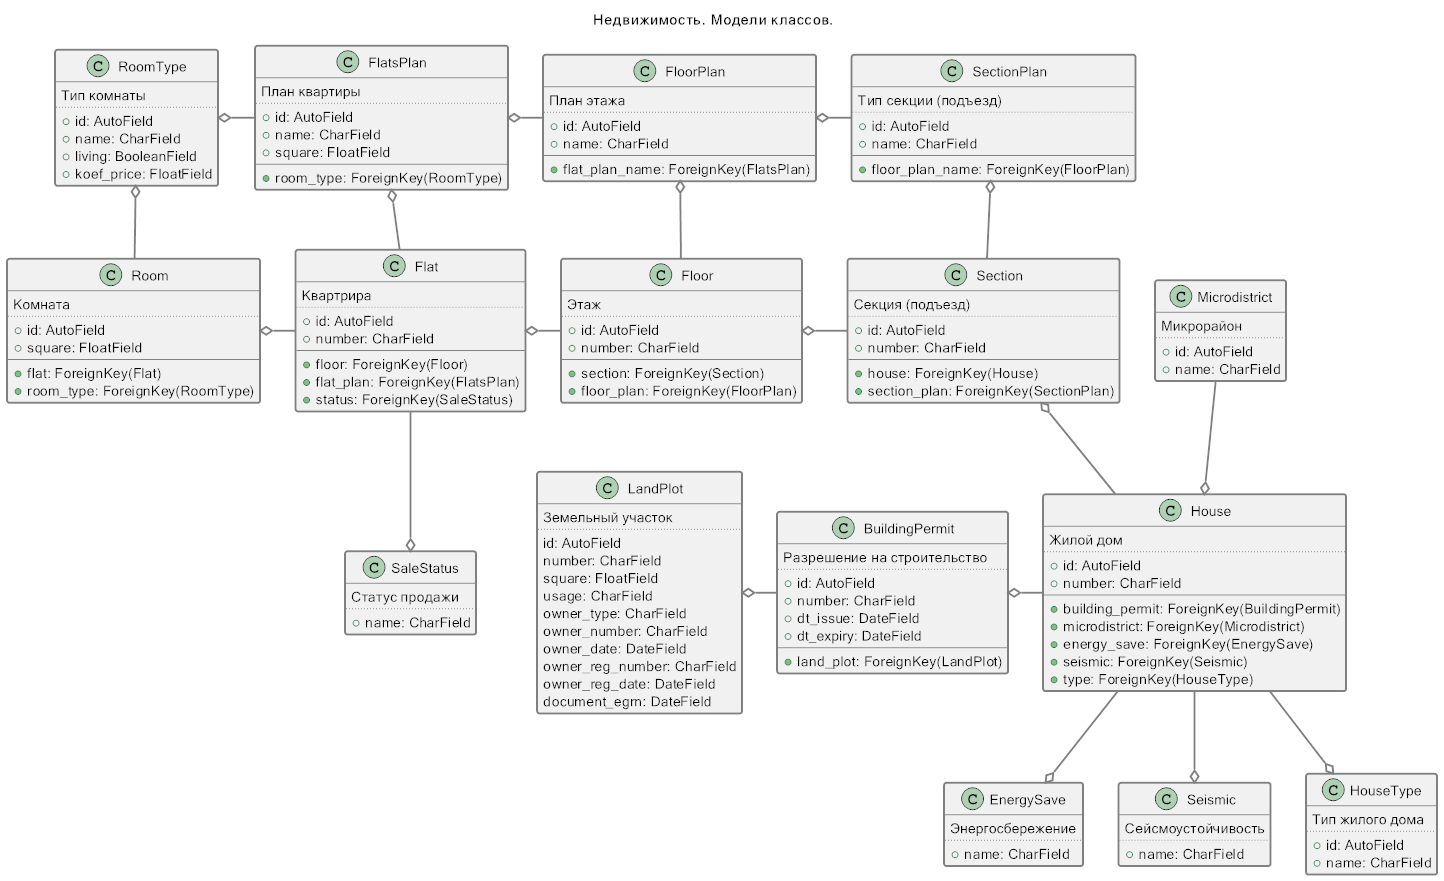 Недвижимость. Модели классов.
C RoomType
Тип комнаты
id: AutoField
name: CharField
living: BooleanField
koef_price: FloatField
C FlatsPlan
План квартиры
id: AutoField
name: CharField
square: FloatField
room_type: ForeignKey(RoomType)
C FloorPlan
План этажа
id: AutoField
name: CharField
flat_plan_name: ForeignKey(FlatsPlan)
C SectionPlan
Тип секции (подъезд)
id: AutoField
name: CharField
floor_plan_name: ForeignKey(FloorPlan)
C Room
Комната
id: AutoField
square: FloatField
flat: ForeignKey(Flat)
room_type: ForeignKey(RoomType)
C Flat
Квартрира
id: AutoField
number: CharField
floor: ForeignKey(Floor)
flat_plan: ForeignKey(FlatsPlan)
status: ForeignKey(SaleStatus)
C Floor
Этаж
id: AutoField
number: CharField
section: ForeignKey(Section)
floor_plan: ForeignKey(FloorPlan)
C Section
Секция (подъезд)
id: AutoField
number: CharField
house: ForeignKey(House)
section_plan: ForeignKey(SectionPlan)
C Microdistrict
Микрорайон
id: AutoField
name: CharField
C SaleStatus
Статус продажи
name: CharField
C LandPlot
Земельный участок
id: AutoField
number: CharField
square: FloatField
usage: CharField
owner_type: CharField
owner_number: CharField
owner_date: DateField
owner_reg_number: CharField
owner_reg_date: DateField
document_egrn: DateField
C BuildingPermit
Разрешение на строительство
id: AutoField
number: CharField
dt_issue: DateField
dt_expiry: DateField
land_plot: ForeignKey(LandPlot)
C House
Жилой дом
id: AutoField
number: CharField
building_permit: ForeignKey(BuildingPermit)
microdistrict: ForeignKey(Microdistrict)
energy_save: ForeignKey(EnergySave)
seismic: ForeignKey(Seismic)
type: ForeignKey(HouseType)
C EnergySave
Энергосбережение
name: CharField
C Seismic
Сейсмоустойчивость
name: CharField
C HouseType
Тип жилого дома
id: AutoField
name: CharField